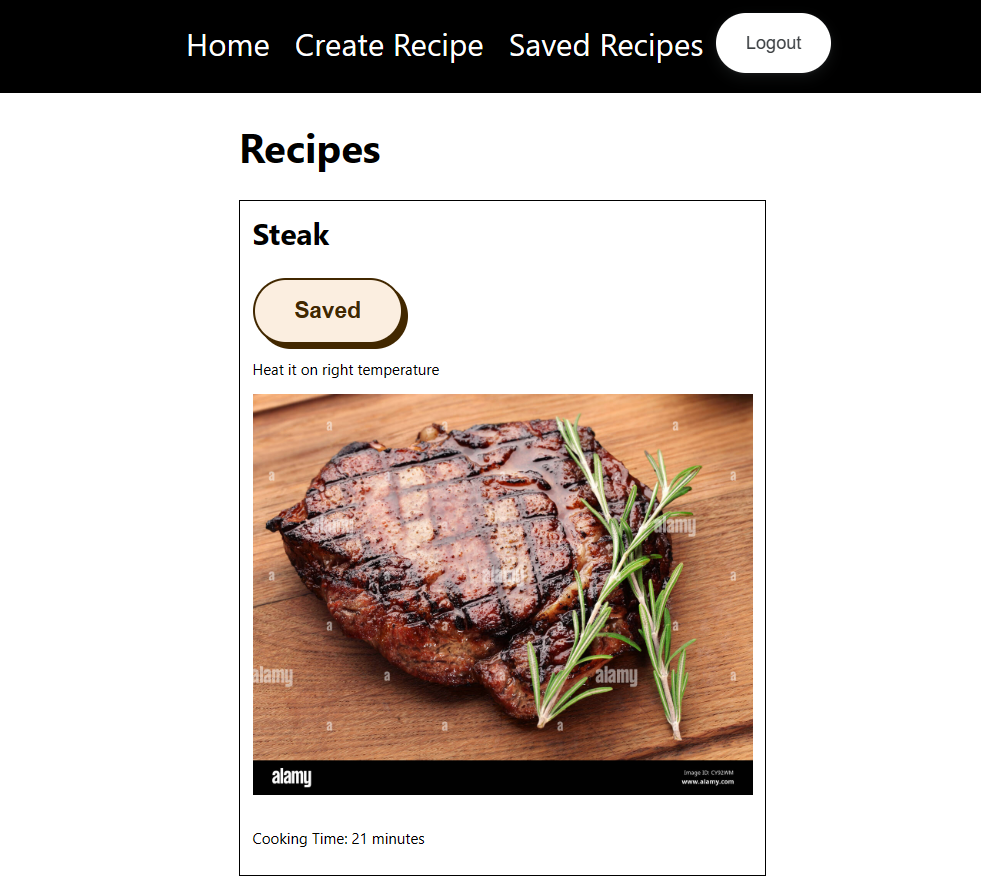 Home Create Recipe Saved Recipes Logout
Recipes
Steak
Saved
Heat it on right temperature
a a
a a
alamy alamy
alamy
a a
a a a
alamy a a alamy a
a a a
alamy
Image ID: CY92WM
www.alamy.com
Cooking Time: 21 minutes